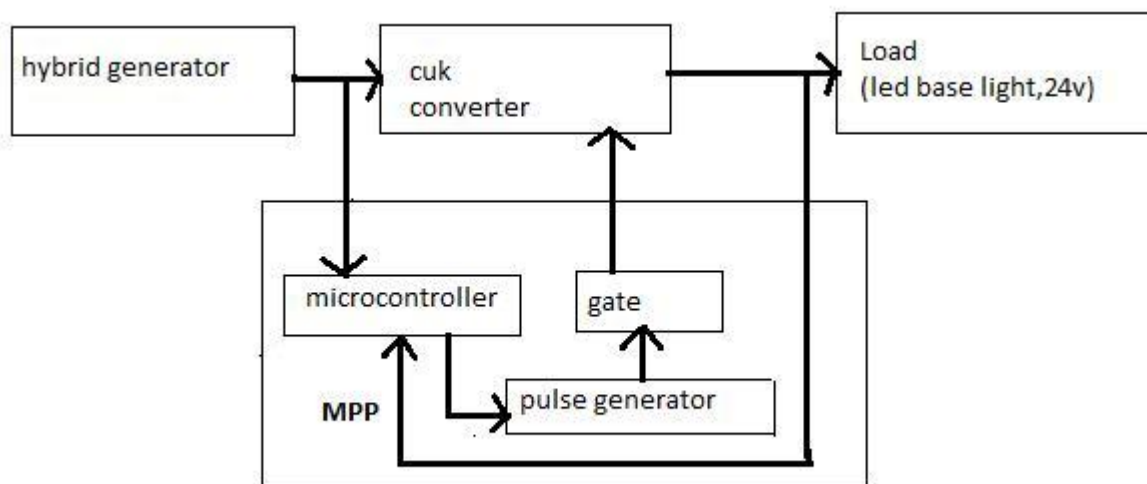 hybrid generator
cuk
converter
Load
(led base light,24v)
microcontroller
gate
MPP
pulse generator